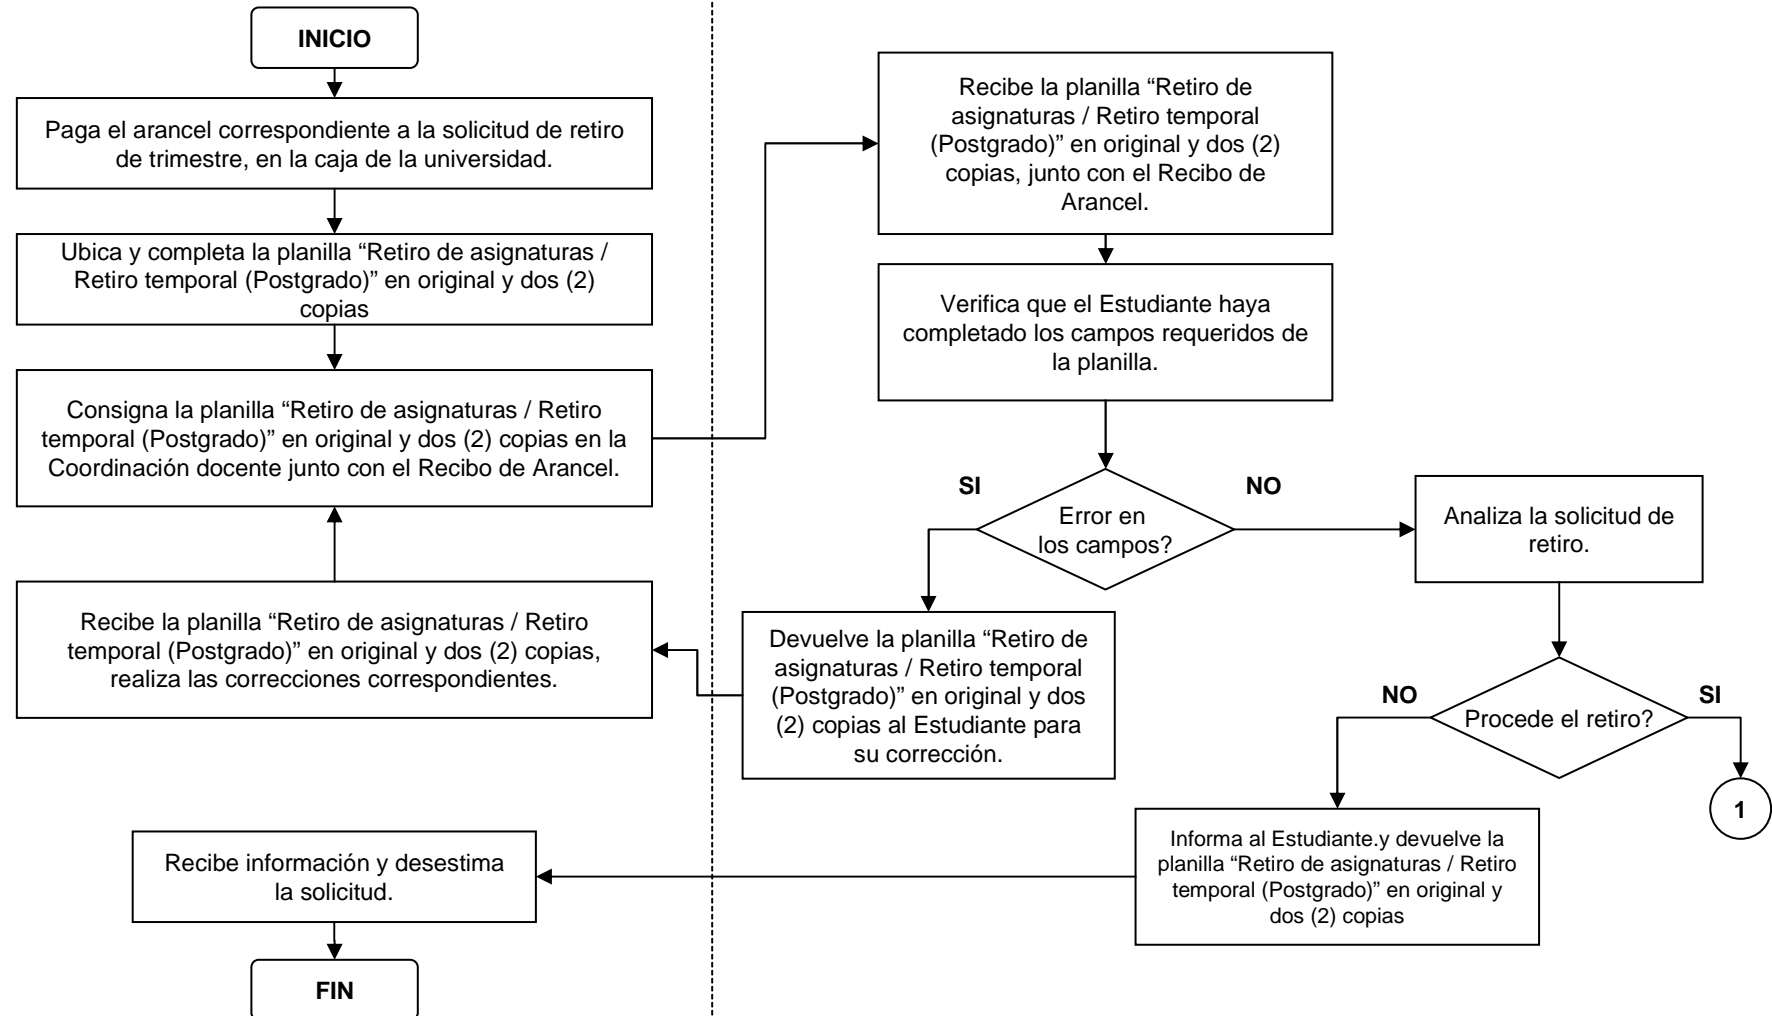 INICIO
Paga el arancel correspondiente a la solicitud de retiro
de trimestre, en la caja de la universidad.
Ubica y completa la planilla “Retiro de asignaturas /
Retiro temporal (Postgrado)” en original y dos (2)
copias
Consigna la planilla “Retiro de asignaturas / Retiro
temporal (Postgrado)” en original y dos (2) copias en la
Coordinación docente junto con el Recibo de Arancel.
Recibe la planilla “Retiro de asignaturas / Retiro
temporal (Postgrado)” en original y dos (2) copias,
realiza las correcciones correspondientes.
Recibe información y desestima
la solicitud.
FIN
Recibe la planilla “Retiro de
asignaturas / Retiro temporal
(Postgrado)” en original y dos (2)
copias, junto con el Recibo de
Arancel.
Verifica que el Estudiante haya
completado los campos requeridos de
la planilla.
SI
NO
Error en
los campos?
Analiza la solicitud de
retiro.
Devuelve la planilla “Retiro de
asignaturas / Retiro temporal
(Postgrado)” en original y dos
(2) copias al Estudiante para
su corrección.
NO
SI
Procede el retiro?
1
Informa al Estudiante.y devuelve la
planilla “Retiro de asignaturas / Retiro
temporal (Postgrado)” en original y
dos (2) copias